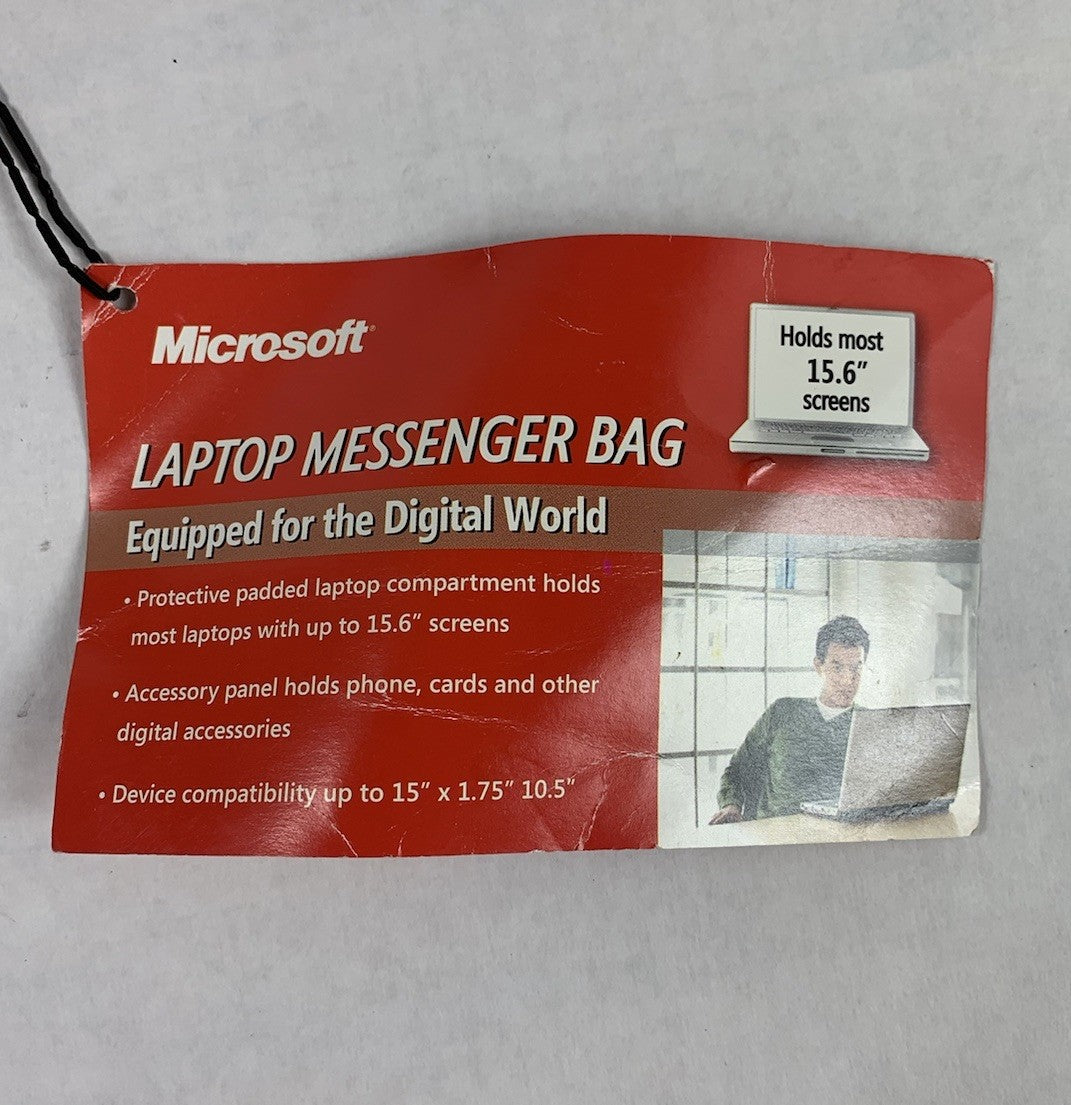 Microsoft®
Holds most
15.6"
screens
LAPTOP MESSENGER BAG
Equipped for the Digital World
• Protective padded laptop compartment holds
most laptops with up to 15.6" screens
• Accessory panel holds phone, cards and other
digital accessories
• Device compatibility up to 15" x 1.75" 10.5"